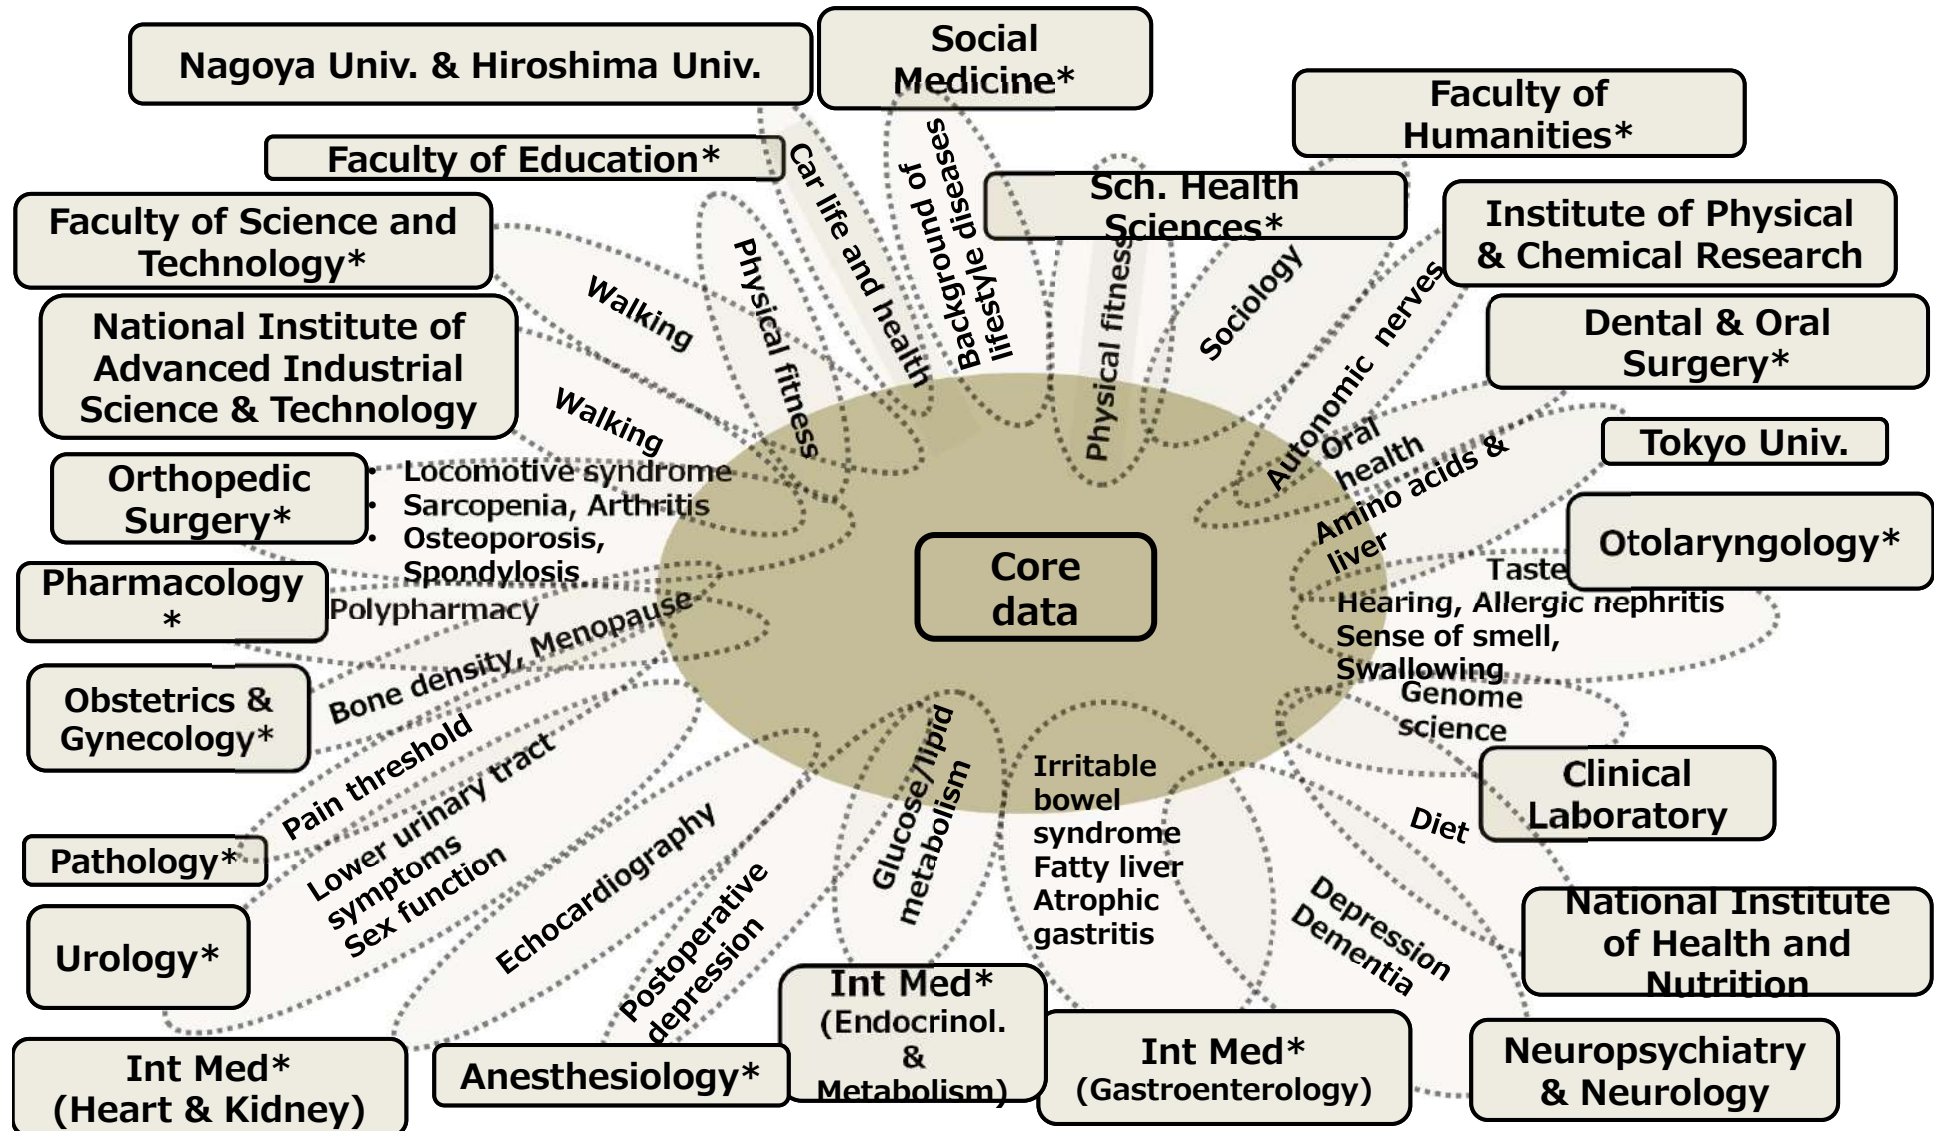 Nagoya Univ. & Hiroshima Univ.
Social
Medicine*
Faculty of
Humanities*
Faculty of Education*
Sch. Health
Sciences*
Faculty of Science and
Technology*
Institute of Physical
& Chemical Research
National Institute of
Advanced Industrial
Science & Technology
Dental & Oral
Surgery*
Tokyo Univ.
Orthopedic
Surgery*
Otolaryngology*
Pharmacology
*
Obstetrics &
Gynecology*
Pathology*
Urology*
Int Med*
(Heart & Kidney)
Anesthesiology*
Int Med*
(Endocrinol.
&
Metabolism)
Int Med*
(Gastroenterology)
Neuropsychiatry
& Neurology
National Institute
of Health and
Nutrition
Clinical
Laboratory
Core
data
Walking
Walking
Physical fitness
Car life and health
Background of
lifestyle diseases
Physical fitness
Sociology
Autonomic nerves
Oral
health
Amino acids &
liver
Taste,
Hearing, Allergic nephritis
Sense of smell,
Swallowing
Genome
science
Diet
Depression
Dementia
Irritable
bowel
syndrome
Fatty liver
Atrophic
gastritis
Glucose/lipid
metabolism
Postoperative
depression
Echocardiography
Lower urinary tract
symptoms
Sex function
Pain threshold
Bone density, Menopause
Polypharmacy
• Locomotive syndrome
• Sarcopenia, Arthritis
• Osteoporosis,
Spondylosis